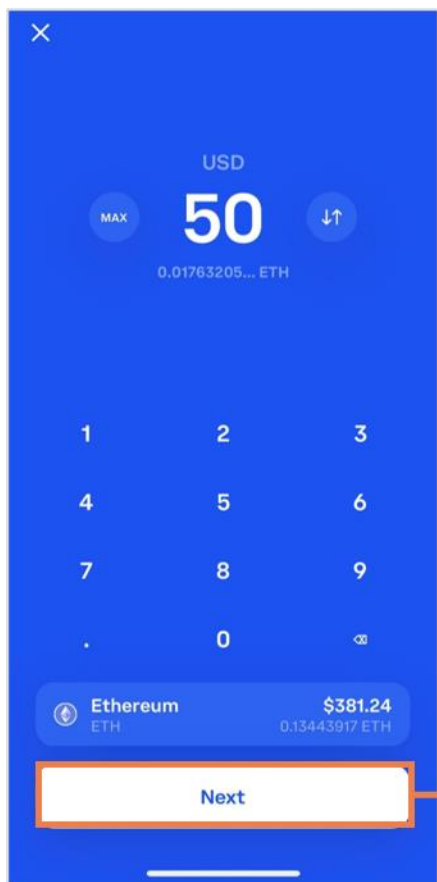 USD
MAX 50 ↓↑
0.01763205... ETH
1 2 3
4 5 6
7 8 9
. 0
Ethereum $381.24
ETH 0.13443917 ETH
Next